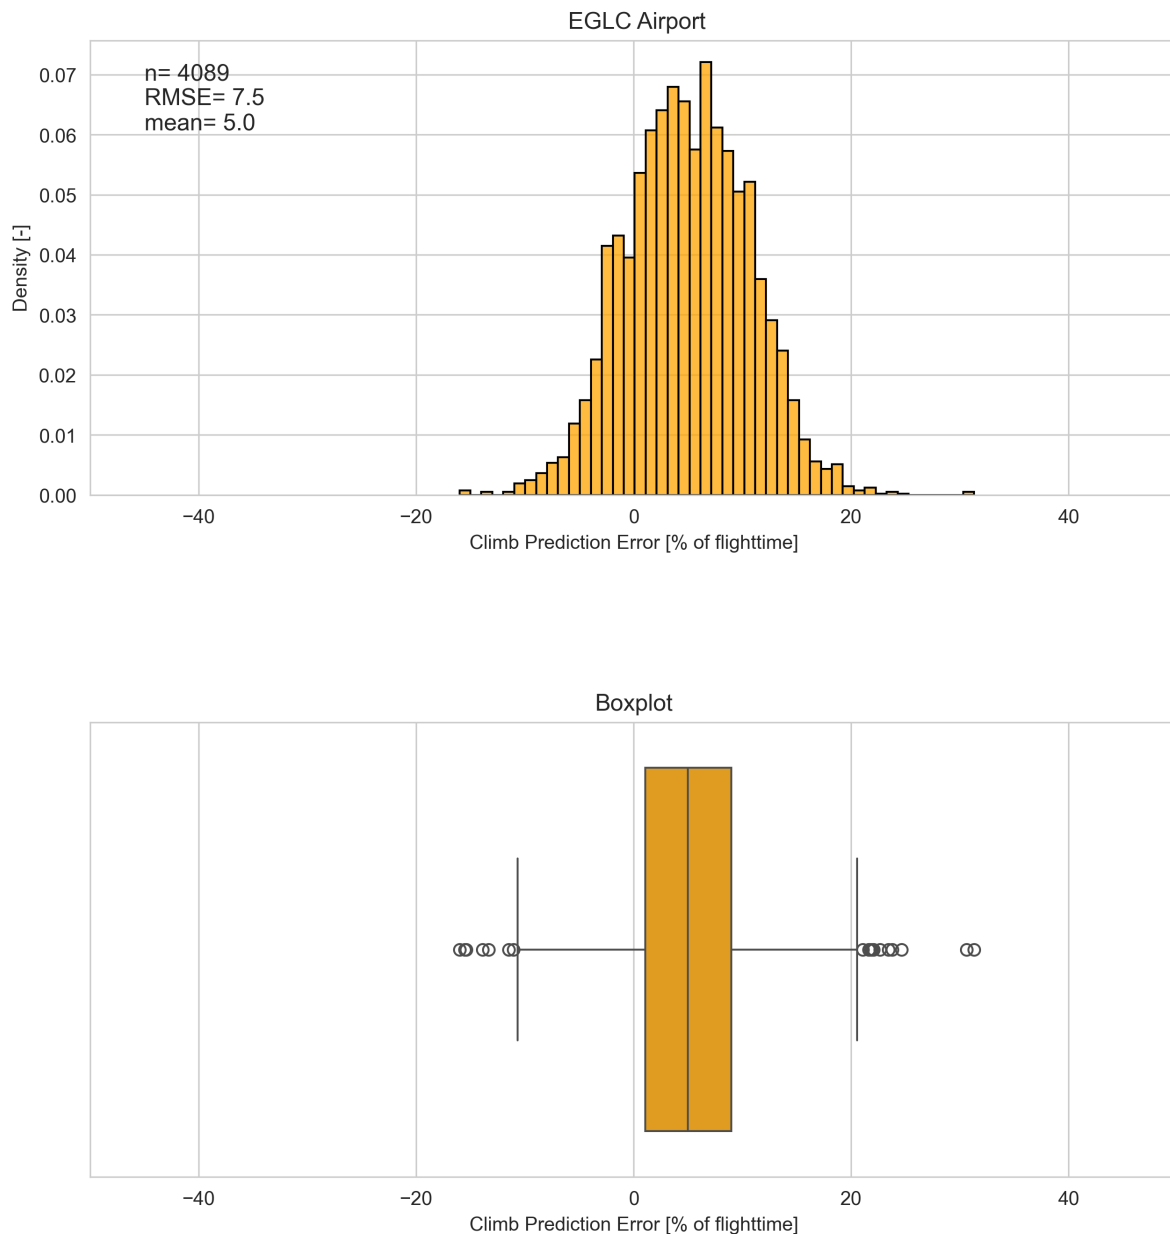 EGLC Airport
n= 4089
RMSE= 7.5
mean= 5.0
Density [-]
0.07
0.06
0.05
0.04
0.03
0.02
0.01
0.00
−40 −20 0 20 40
Climb Prediction Error [% of flighttime]
Boxplot
−40 −20 0 20 40
Climb Prediction Error [% of flighttime]